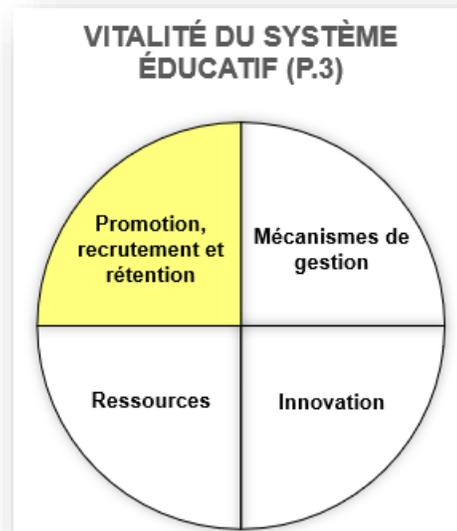 VITALITÉ DU SYSTÈME
ÉDUCATIF (P.3)
Promotion,
recrutement et
rétention
Mécanismes de
gestion
Ressources
Innovation